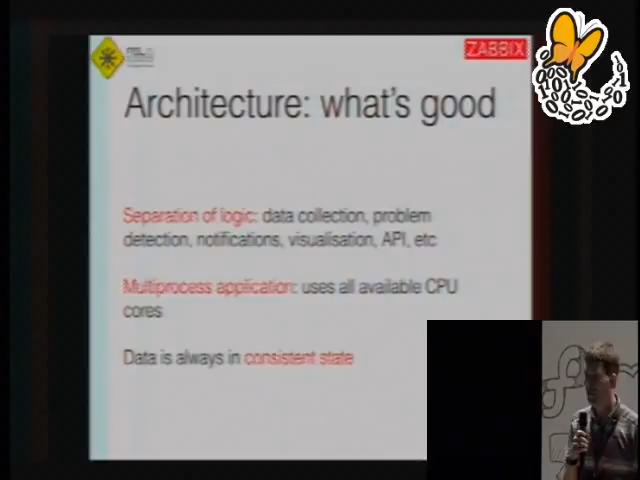 ZABBIX
Architecture: what's good
Separation of logic: data collection, problem
detection, notifications, visualisation, API, etc
Multiprocess application: uses all available CPU
cores
Data is always in consistent state